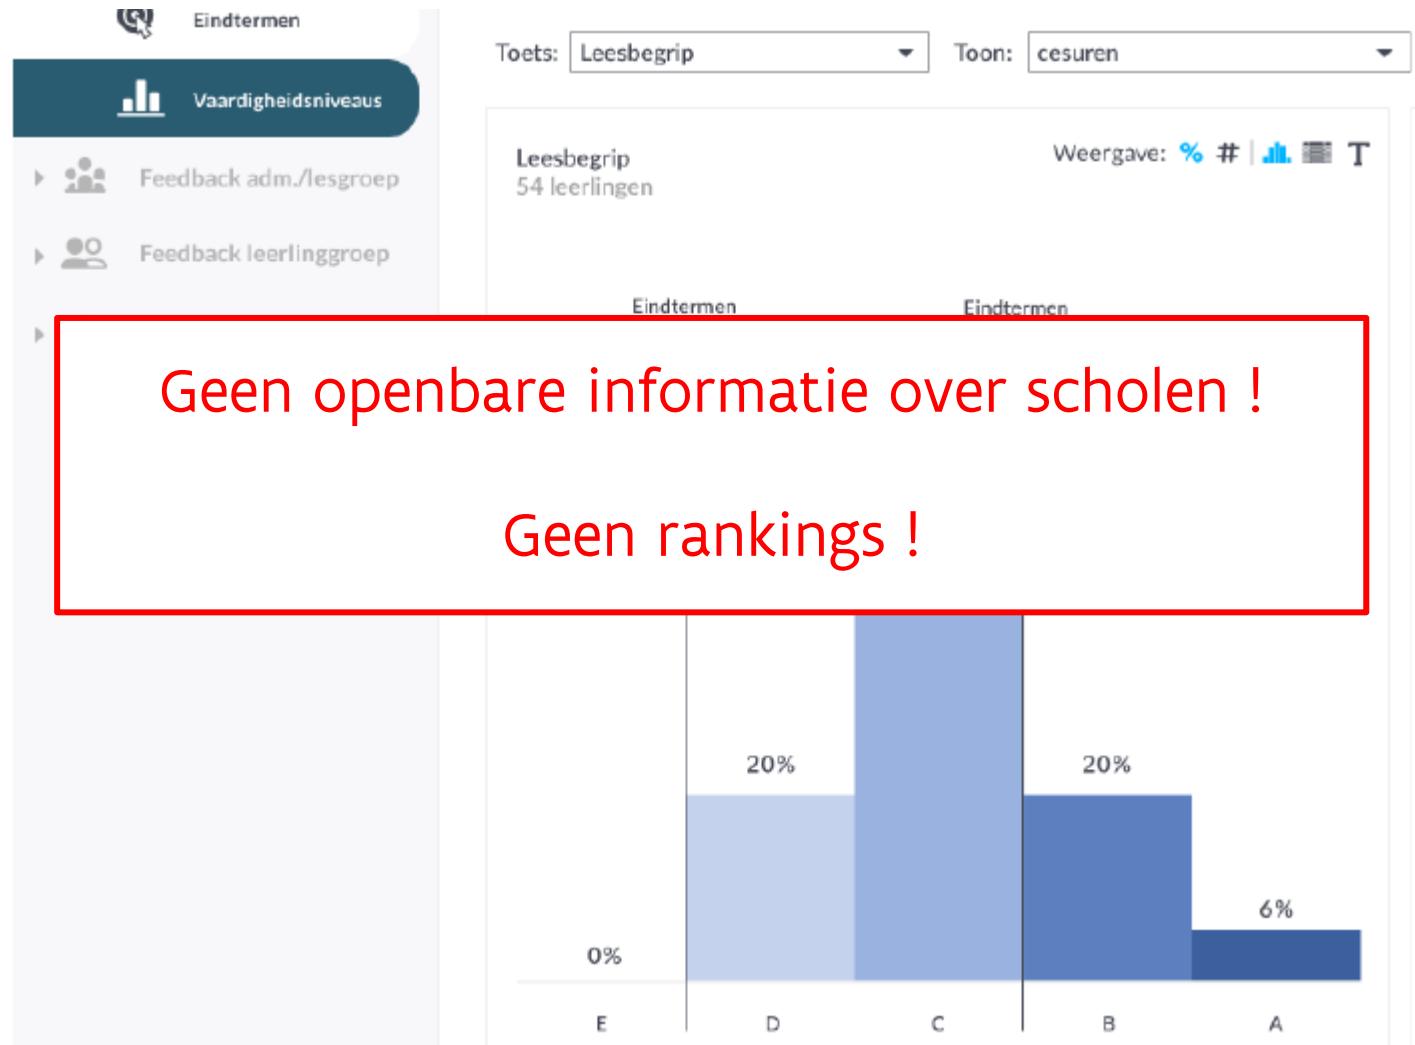 Eindtermen
Vaardigheidsniveaus
Feedback adm./lesgroep
Feedback leerlinggroep
Toets: Leesbegrip Toon: cesuren
Leesbegrip
54 leerlingen
Weergave: % # T
Eindtermen Eindtermen
Geen openbare informatie over scholen !
Geen rankings !
20% 20%
6%
0%
E D C B A